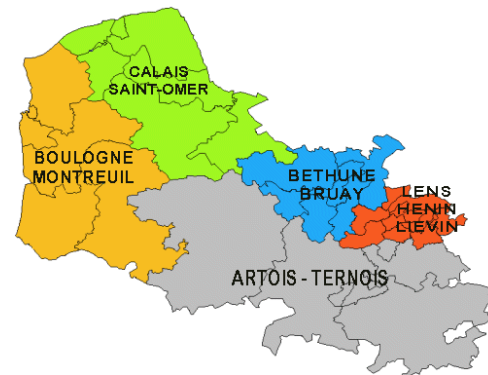 CALAIS
SAINT-OMER
BOULOGNE
MONTREUIL
BETHUNE
BRUAY
LENS
HENIN
LIEVIN
ARTOIS - TERNOIS